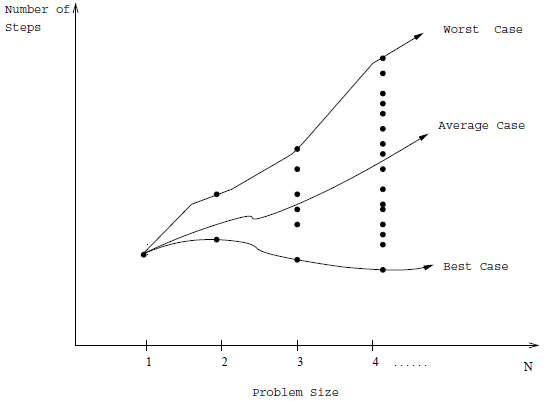 Number of
Steps
Worst Case
Average Case
Best Case
1 2 3 4 ......
N
Problem Size